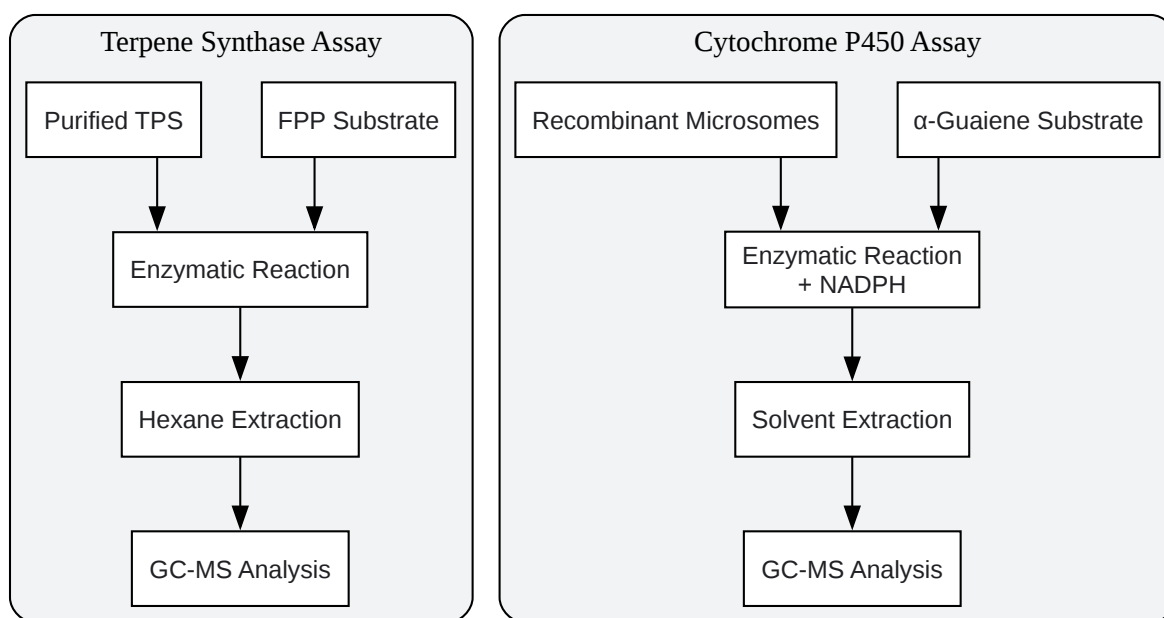 Terpene Synthase Assay
Purified TPS
FPP Substrate
Enzymatic Reaction
Hexane Extraction
GC-MS Analysis
Cytochrome P450 Assay
Recombinant Microsomes
α-Guaiene Substrate
Enzymatic Reaction
+ NADPH
Solvent Extraction
GC-MS Analysis